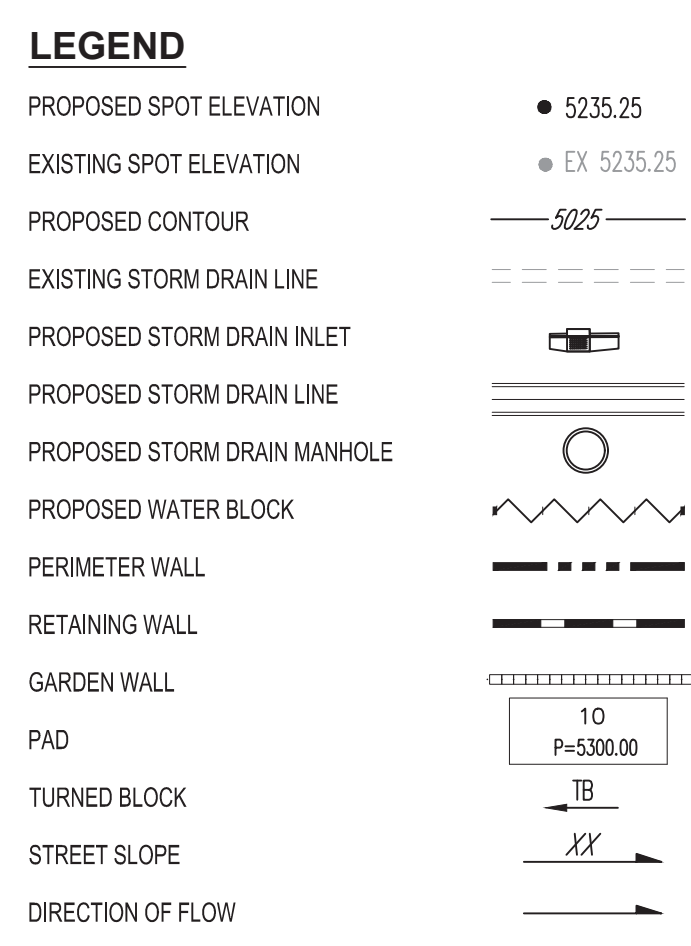 LEGEND
PROPOSED SPOT ELEVATION 5235.25
EXISTING SPOT ELEVATION EX 5235.25
PROPOSED CONTOUR 5025
EXISTING STORM DRAIN LINE
PROPOSED STORM DRAIN INLET
PROPOSED STORM DRAIN LINE
PROPOSED STORM DRAIN MANHOLE
PROPOSED WATER BLOCK
PERIMETER WALL
RETAINING WALL
GARDEN WALL
10
PAD P=5300.00
TURNED BLOCK TB
STREET SLOPE XX
DIRECTION OF FLOW